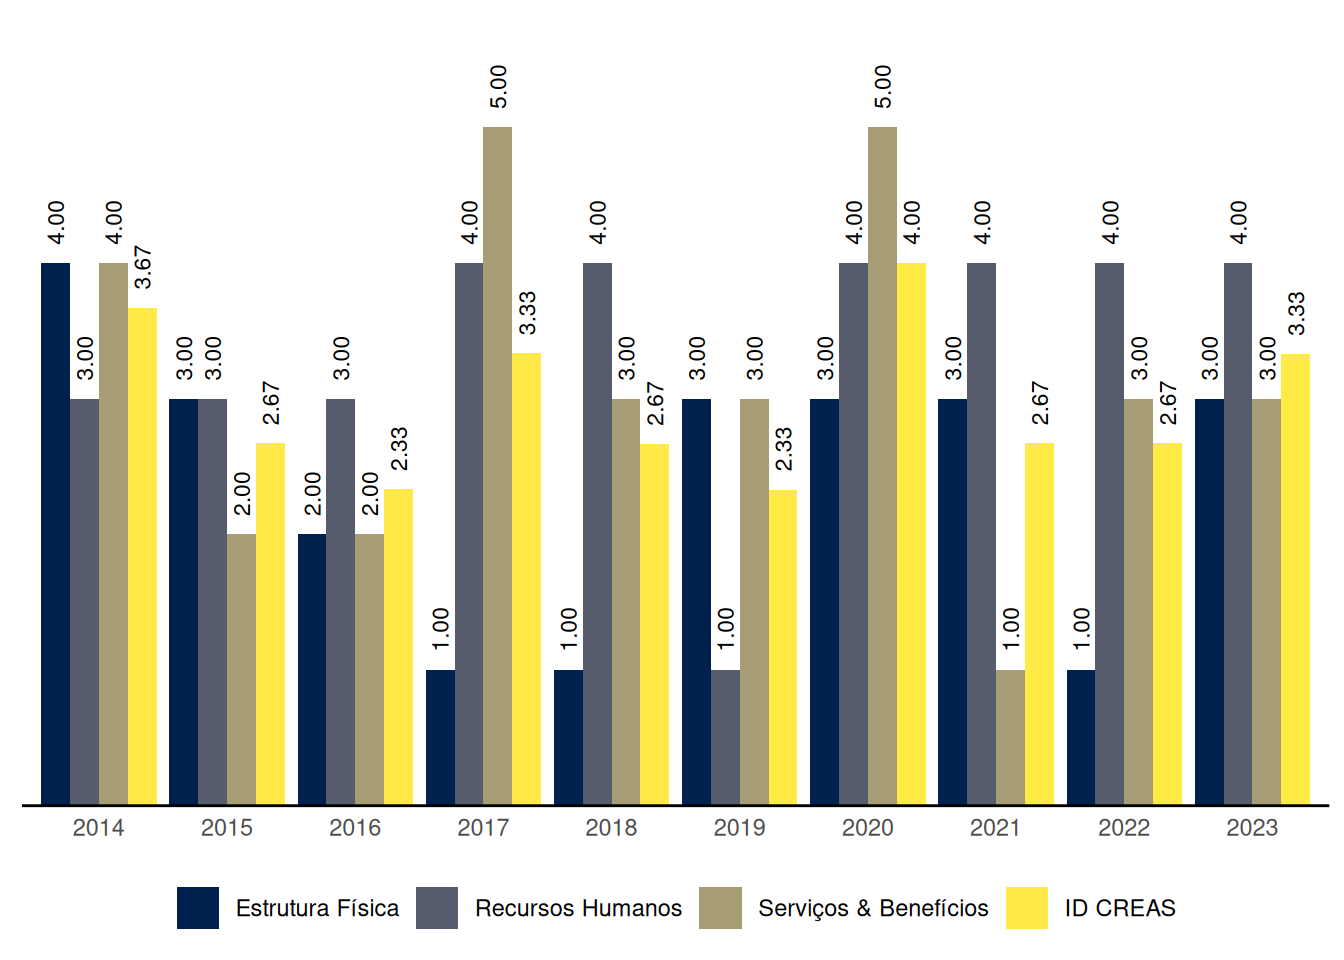 5.00 5.00
4.00 4.00 4.00 4.00 4.00 4.00 4.00 4.00 4.00
3.67
3.33 3.33
3.00 3.00 3.00 3.00 3.00 3.00 3.00 3.00 3.00 3.00 3.00 3.00
2.67 2.67 2.67 2.67
2.33 2.33
2.00 2.00 2.00
1.00 1.00 1.00 1.00 1.00
2014 2015 2016 2017 2018 2019 2020 2021 2022 2023
Estrutura Física Recursos Humanos Serviços & Benefícios ID CREAS